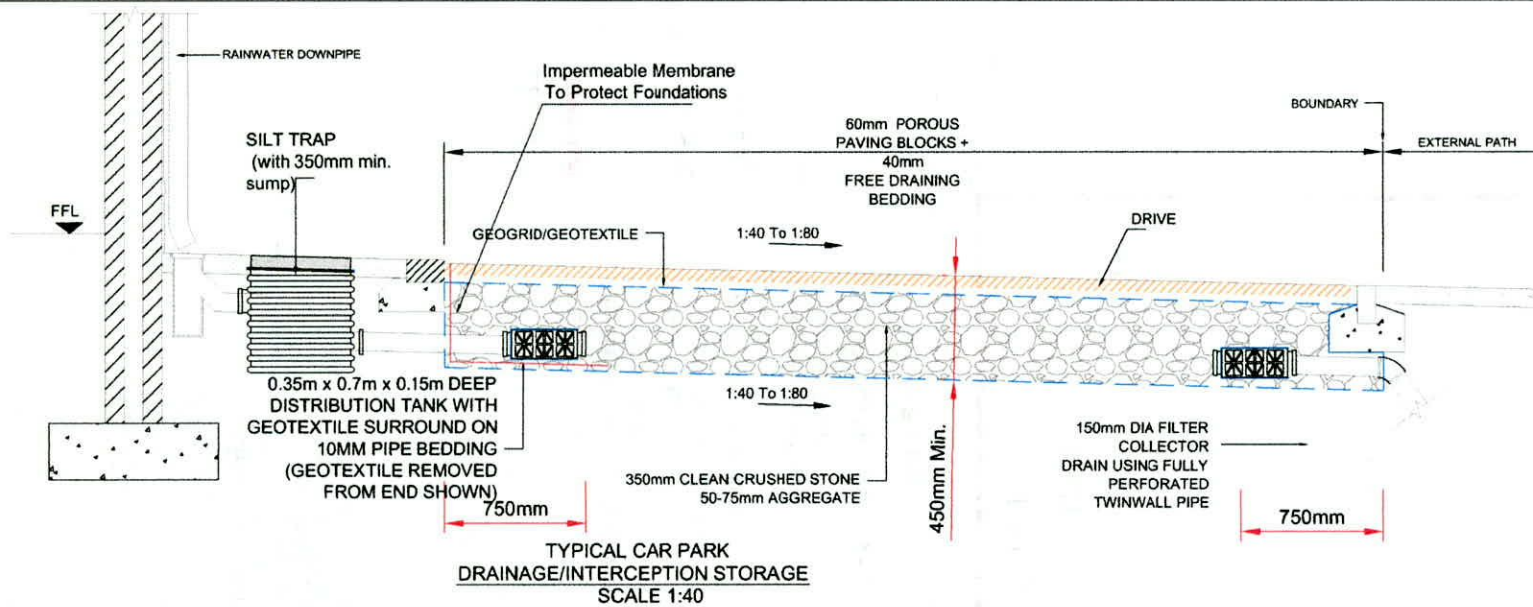 RAINWATER DOWNPIPE
Impermeable Membrane
To Protect Foundations
SILT TRAP
(with 350mm min.
sump)
FFL
60mm POROUS
PAVING BLOCKS +
40mm
FREE DRAINING
BEDDING
BOUNDARY
EXTERNAL PATH
GEOGRID/GEOTEXTILE
1:40 To 1:80
DRIVE
0.35m x 0.7m x 0.15m DEEP
DISTRIBUTION TANK WITH
GEOTEXTILE SURROUND ON
10MM PIPE BEDDING
(GEOTEXTILE REMOVED
FROM END SHOWN)
750mm
1:40 To 1:80
350mm CLEAN CRUSHED STONE
50-75mm AGGREGATE
450mm Min.
150mm DIA FILTER
COLLECTOR
DRAIN USING FULLY
PERFORATED
TWINWALL PIPE
750mm
TYPICAL CAR PARK
DRAINAGE/INTERCEPTION STORAGE
SCALE 1:40